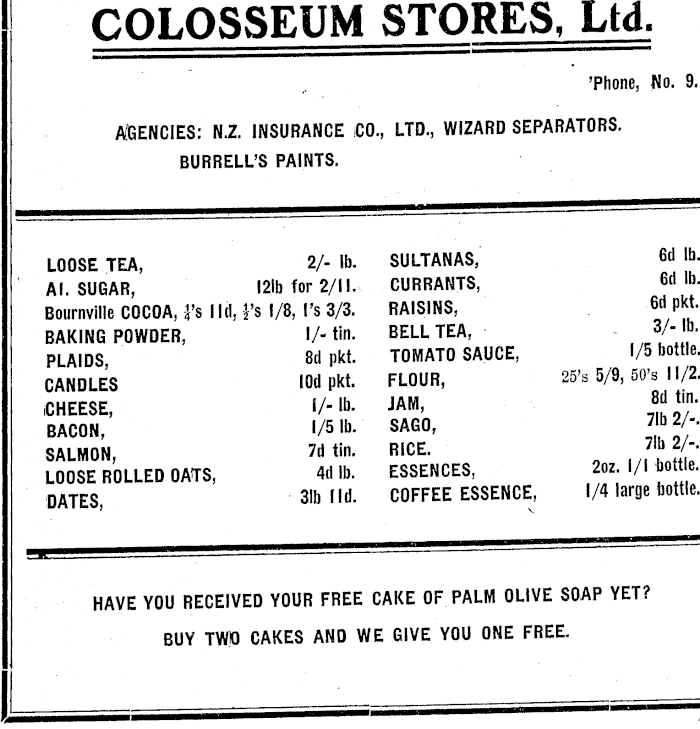 COLOSSEUM STORES, Ltd.
'Phone, No. 9.
AGENCIES: N.Z. INSURANCE CO., LTD., WIZARD SEPARATORS.
BURRELL'S PAINTS.
LOOSE TEA, 2/- lb.
A1. SUGAR, 12lb for 2/11.
Bournville COCOA, ¼'s 11d, ½'s 1/8, 1's 3/3.
BAKING POWDER, 1/- tin.
PLAIDS, 8d pkt.
CANDLES 10d pkt.
CHEESE, 1/- lb.
BACON, 1/5 lb.
SALMON, 7d tin.
LOOSE ROLLED OATS, 4d lb.
DATES, 3lb 11d.
SULTANAS, 6d lb.
CURRANTS, 6d lb.
RAISINS, 6d pkt.
BELL TEA, 3/- lb.
TOMATO SAUCE, 1/5 bottle.
FLOUR, 25's 5/9, 50's 11/2.
JAM, 8d tin.
SAGO, 7lb 2/-.
RICE. 7lb 2/-.
ESSENCES, 2oz. 1/1 bottle.
COFFEE ESSENCE, 1/4 large bottle.
HAVE YOU RECEIVED YOUR FREE CAKE OF PALM OLIVE SOAP YET?
BUY TWO CAKES AND WE GIVE YOU ONE FREE.